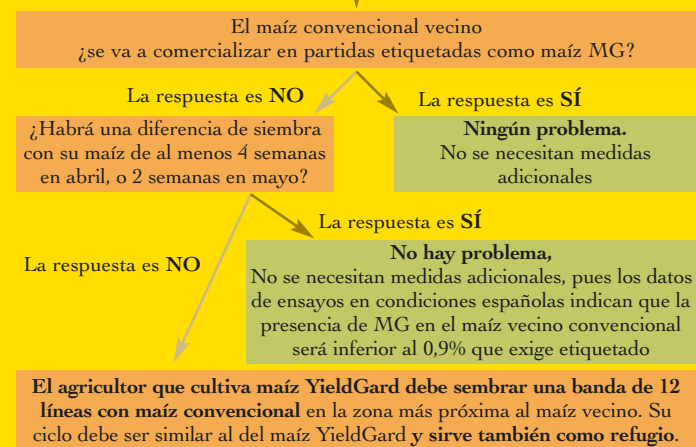 El maíz convencional vecino
¿se va a comercializar en partidas etiquetadas como maíz MG?
La respuesta es NO
La respuesta es SÍ
¿Habrá una diferencia de siembra
con su maíz de al menos 4 semanas
en abril, o 2 semanas en mayo?
Ningún problema.
No se necesitan medidas
adicionales
La respuesta es SÍ
La respuesta es NO
No hay problema,
No se necesitan medidas adicionales, pues los datos
de ensayos en condiciones españolas indican que la
presencia de MG en el maíz vecino convencional
será inferior al 0,9% que exige etiquetado
El agricultor que cultiva maíz YieldGard debe sembrar una banda de 12
líneas con maíz convencional en la zona más próxima al maíz vecino. Su
ciclo debe ser similar al del maíz YieldGard y sirve también como refugio.